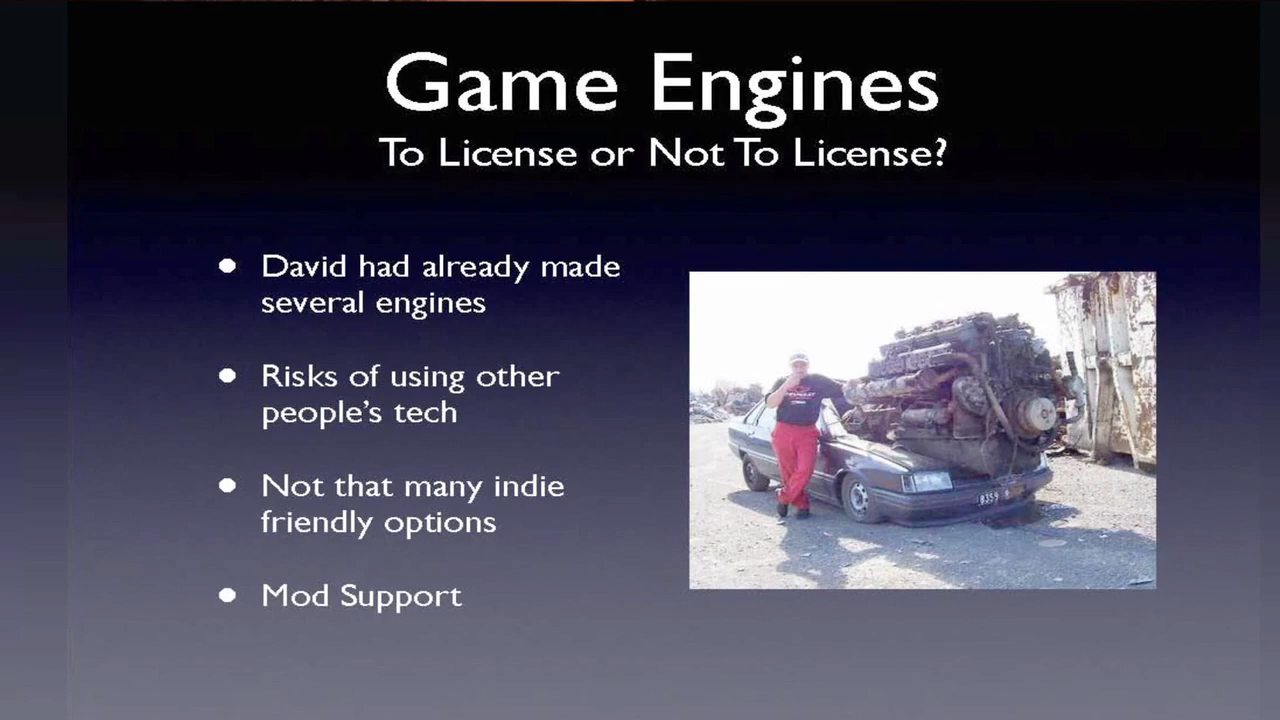 Game Engines
To License or Not To License?
● David had already made
several engines
● Risks of using other
people's tech
● Not that many indie
friendly options
● Mod Support